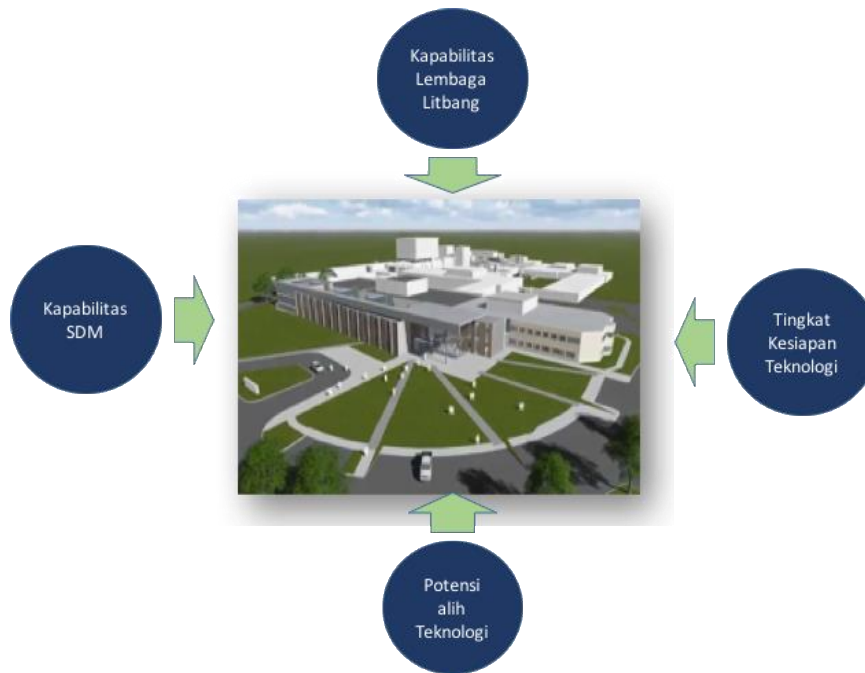 Kapabilitas
Lembaga
Litbang
Kapabilitas
SDM
Tingkat
Kesiapan
Teknologi
Potensi
alih
Teknologi